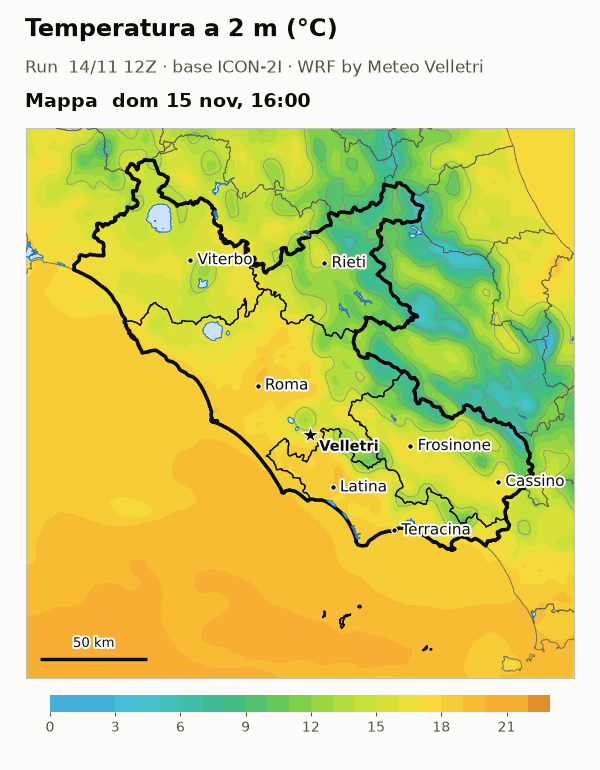 Temperatura a 2 m (°C)
Run 14/11 12Z · base ICON-2I · WRF by Meteo Velletri
Mappa dom 15 nov, 16:00
Viterbo
Rieti
Roma
Velletri
Frosinone
Latina
Cassino
Terracina
50 km
0 3 6 9 12 15 18 21